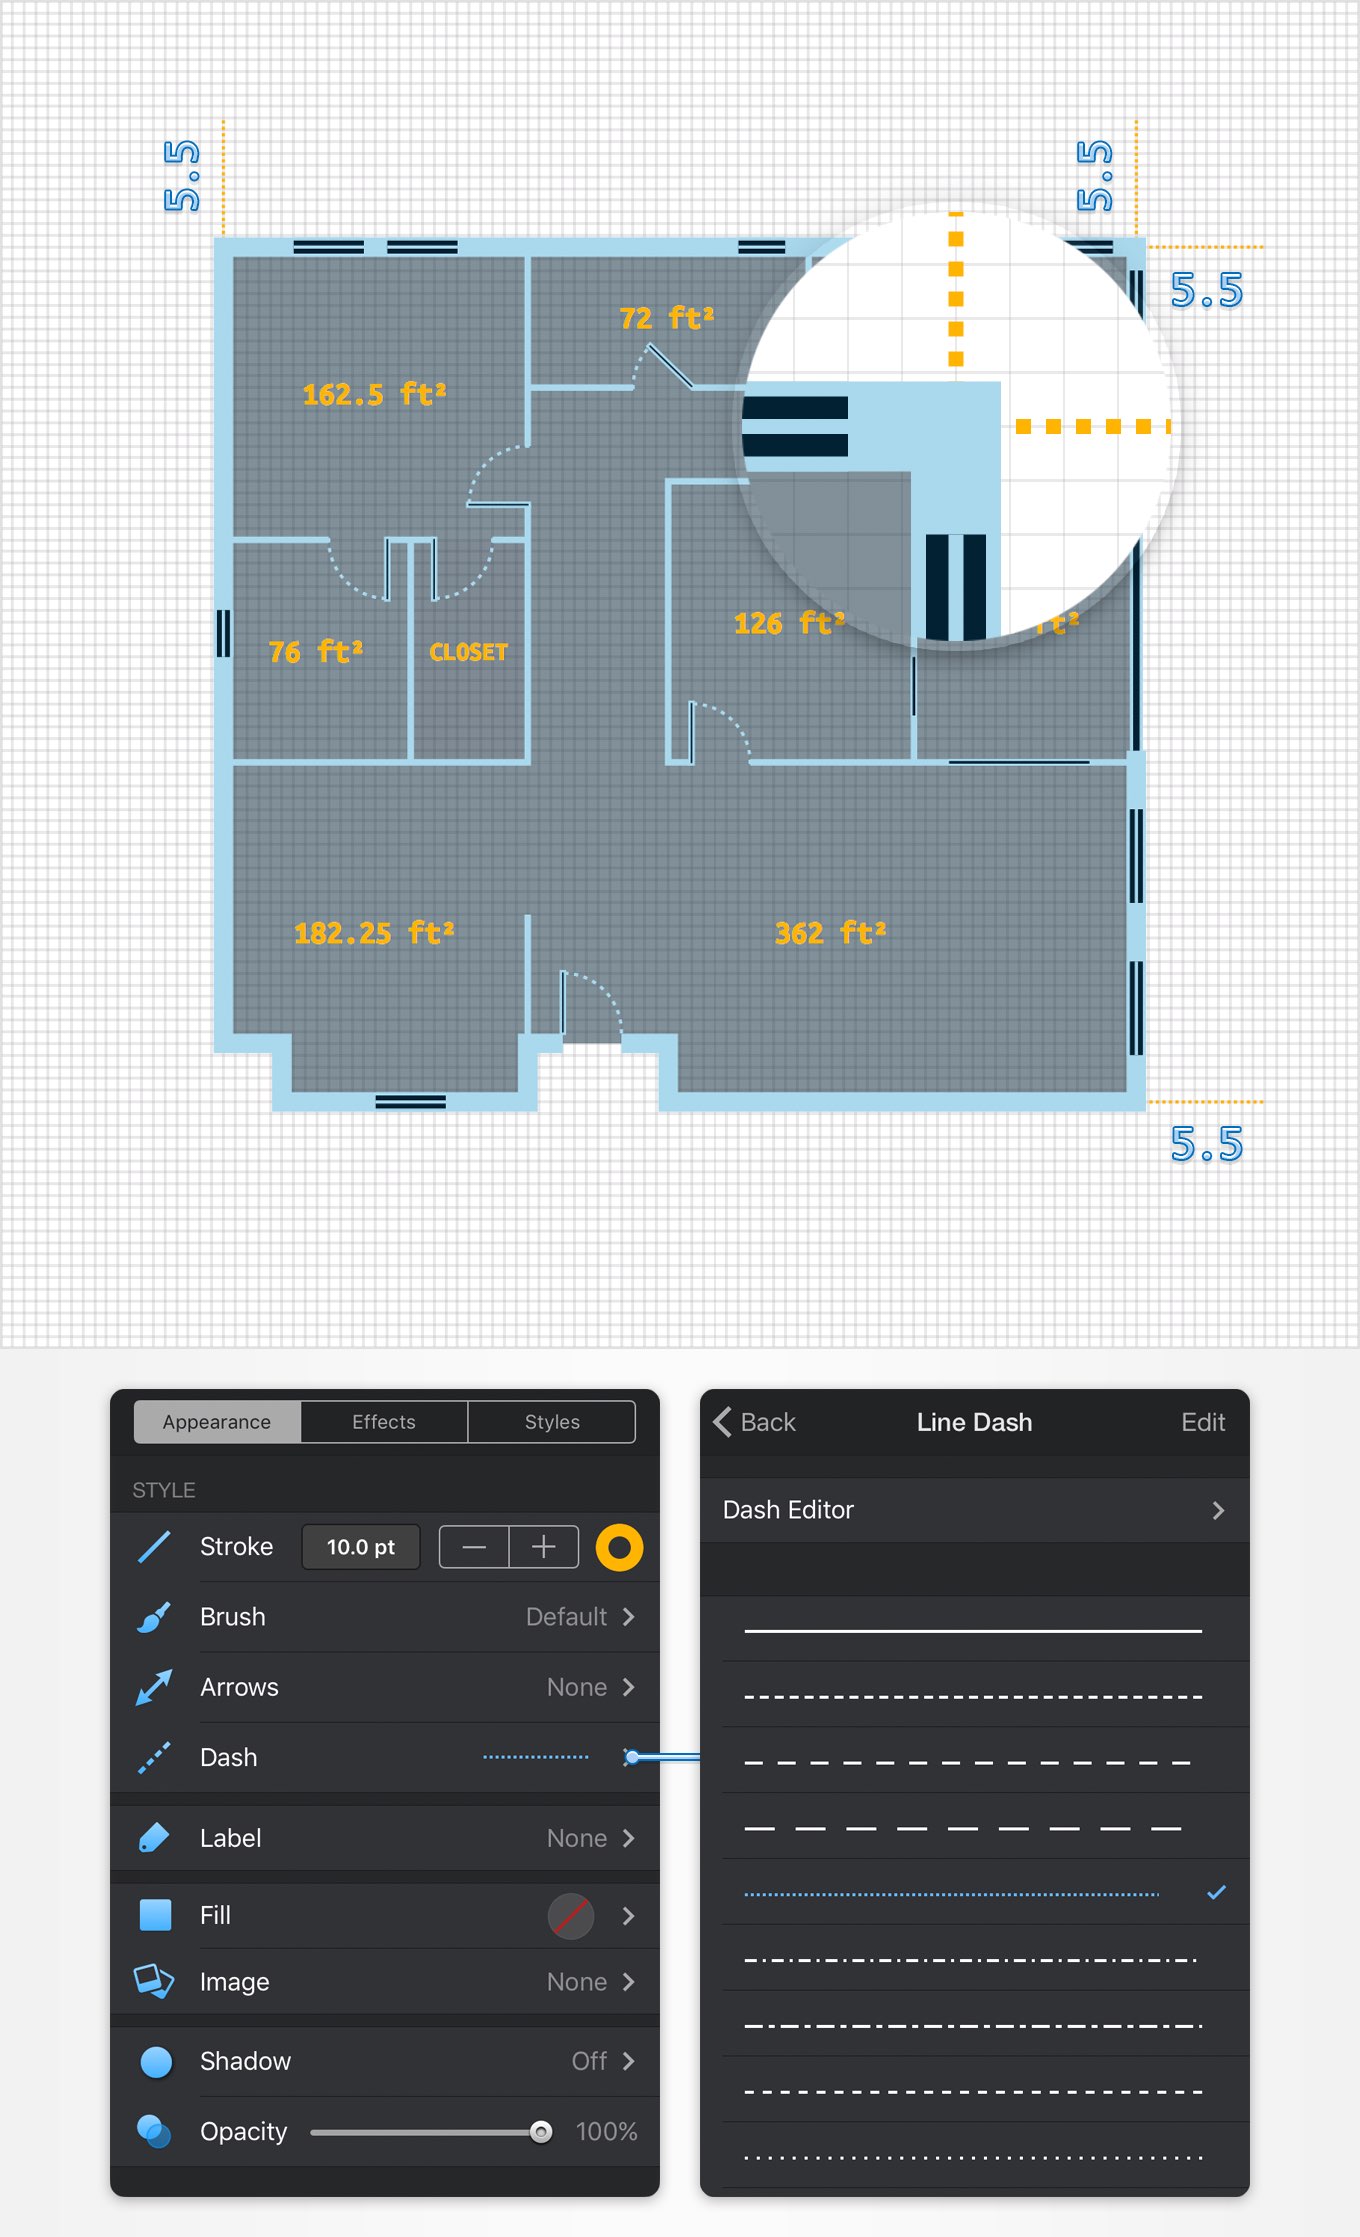 5.5
5.5
5.5
72 ft²
162.5 ft²
126 ft²
ft²
76 ft²
CLOSET
182.25 ft²
362 ft²
5.5
Appearance
Effects
Styles
STYLE
Stroke
10.0 pt
Brush
Default
Arrows
None
Dash
Label
None
Fill
Image
None
Shadow
Off
Opacity
100%
Back
Line Dash
Edit
Dash Editor